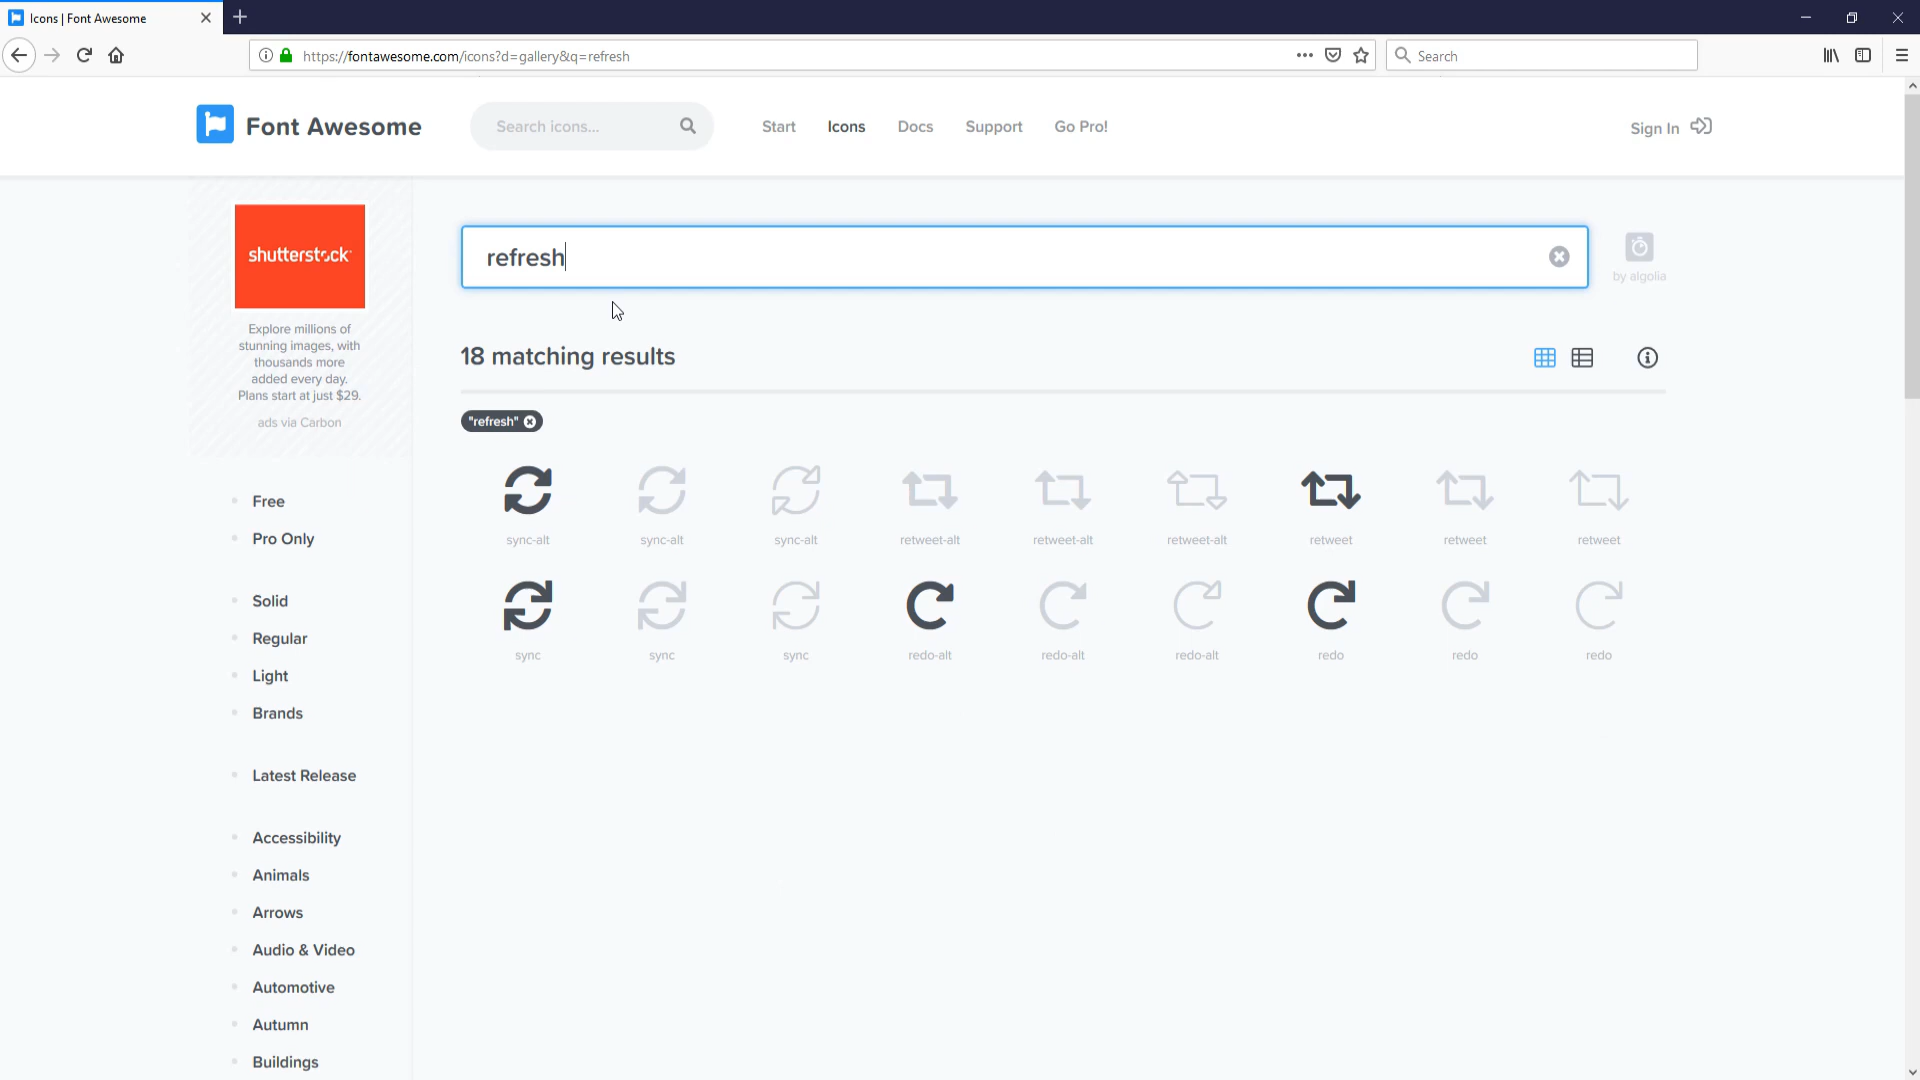 Icons | Font Awesome
https://fontawesome.com/icons?d=gallery&q=refresh
Search
Font Awesome
Search icons...
Start
Icons
Docs
Support
Go Pro!
Sign In
shutterstock
Explore millions of
stunning images, with
thousands more
added every day.
Plans start at just $29.
ads via Carbon
refresh
by algolia
18 matching results
"refresh"
sync-alt
sync-alt
sync-alt
retweet-alt
retweet-alt
retweet-alt
retweet
retweet
retweet
sync
sync
sync
redo-alt
redo-alt
redo-alt
redo
redo
redo
Free
Pro Only
Solid
Regular
Light
Brands
Latest Release
Accessibility
Animals
Arrows
Audio & Video
Automotive
Autumn
Buildings